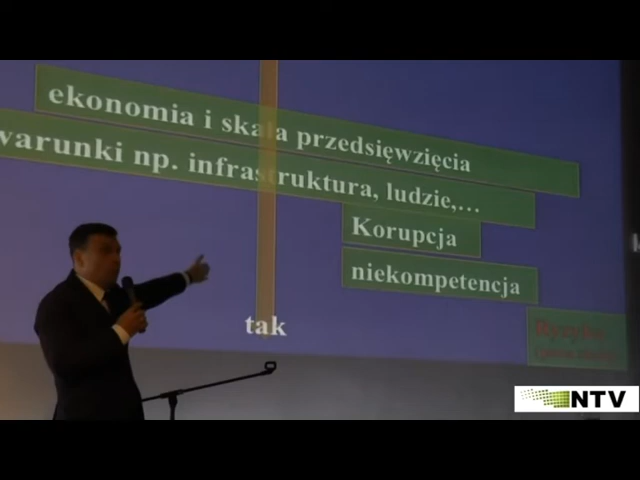 ekonomia i skala przedsięwzięcia
warunki np. infrastruktura, ludzie,…
Korupcja
niekompetencja
tak
NTV